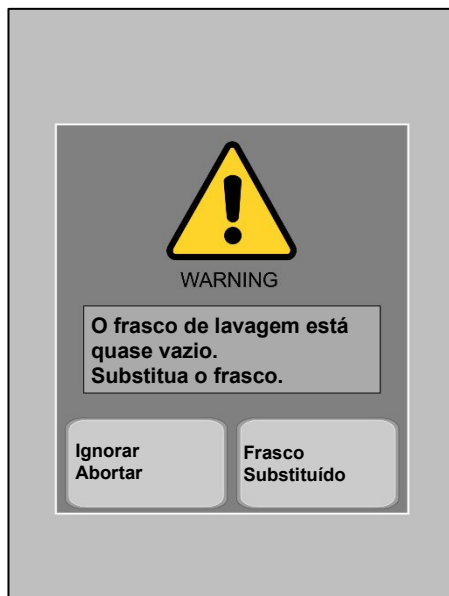 WARNING
O frasco de lavagem está
quase vazio.
Substitua o frasco.
Ignorar
Abortar
Frasco
Substituído